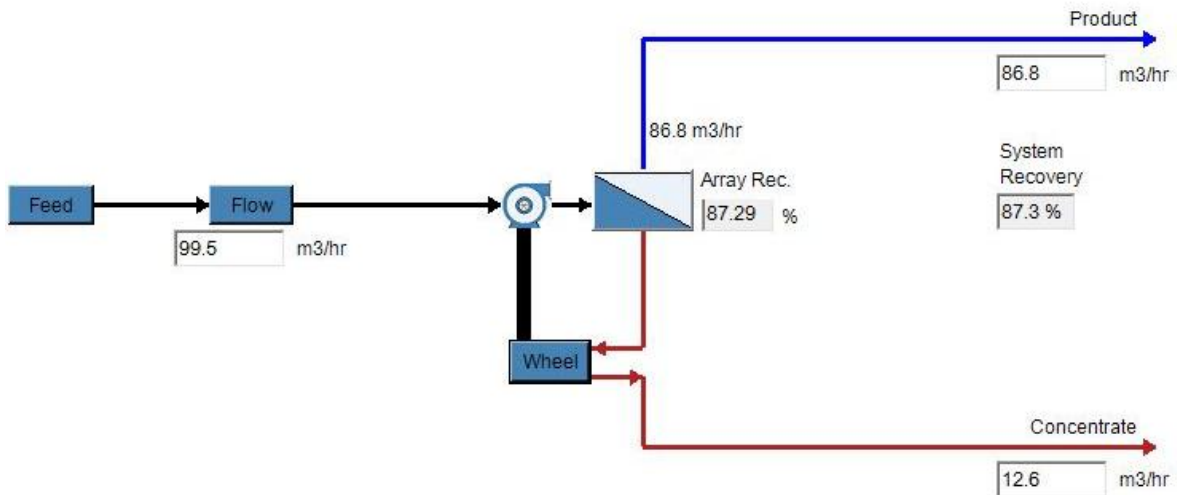 Product
86.8 m3/hr
86.8 m3/hr
System
Recovery
87.3 %
Array Rec.
87.29 %
Feed
Flow
99.5 m3/hr
Wheel
Concentrate
12.6 m3/hr